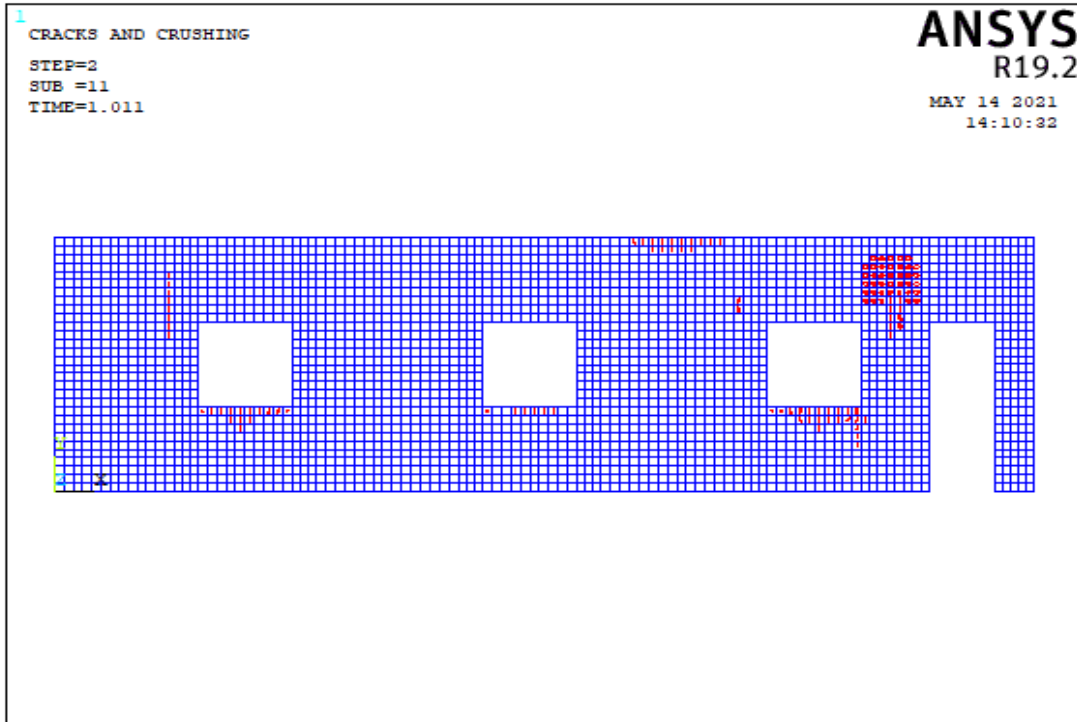 1
CRACKS AND CRUSHING
STEP=2
SUB =11
TIME=1.011
ANSYS
R19.2
MAY 14 2021
14:10:32
Y
Z X